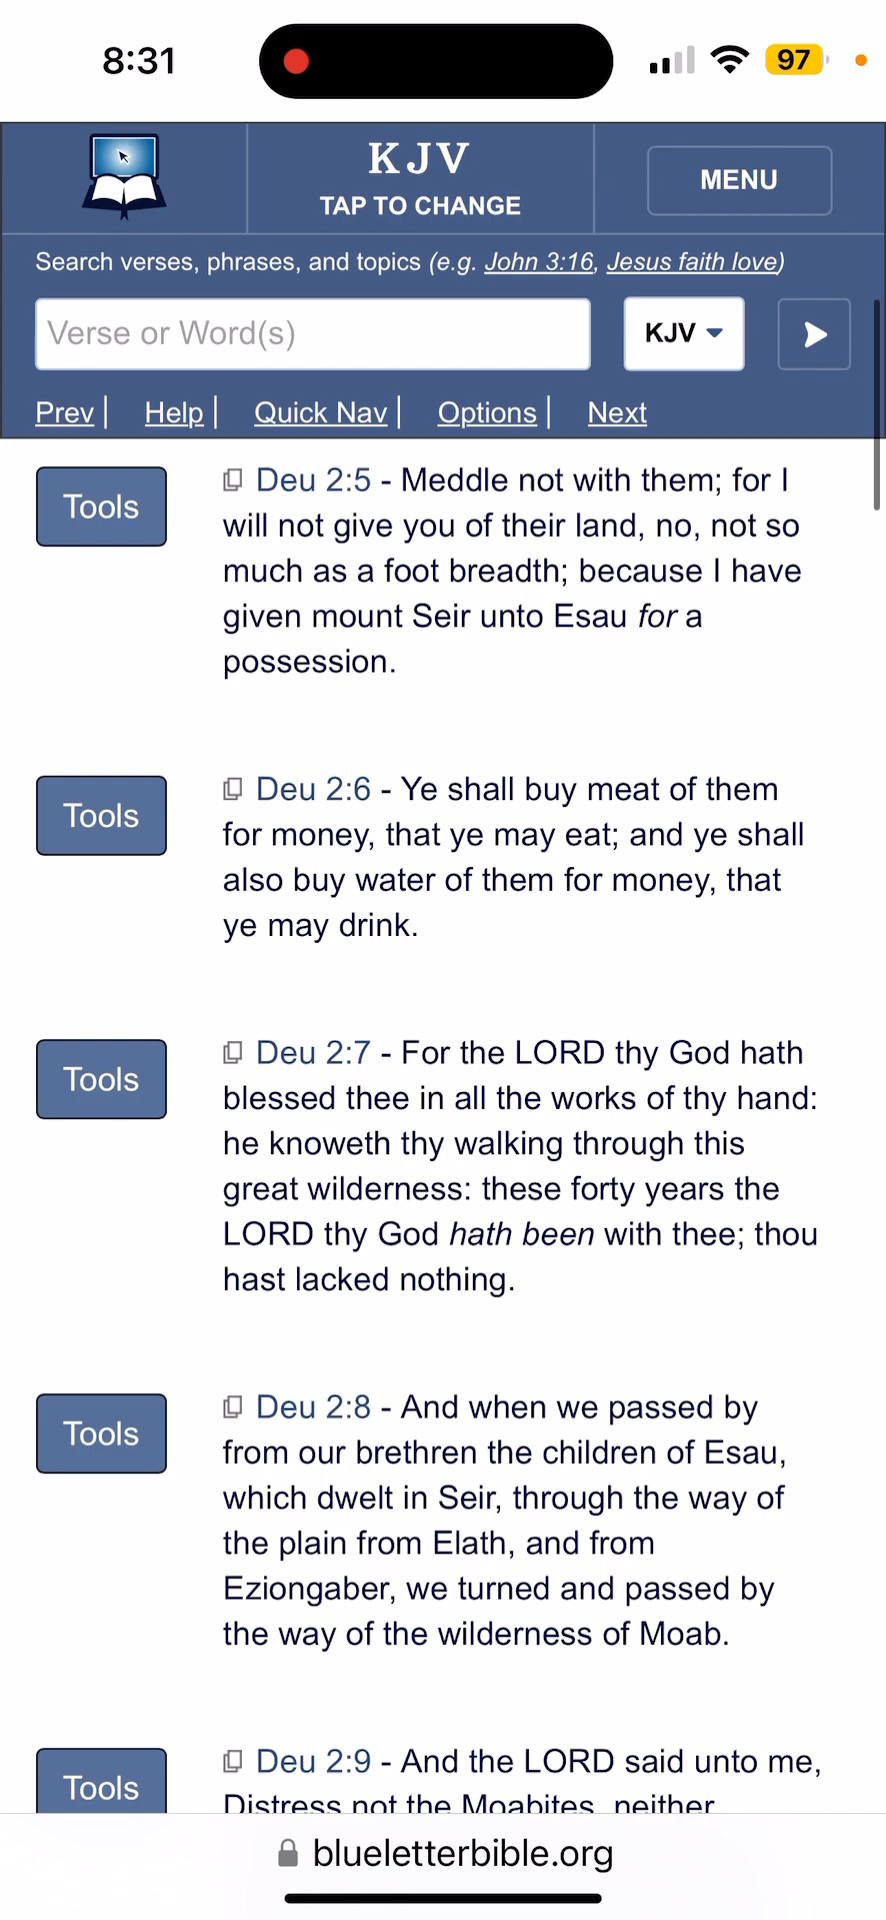 8:31
97
KJV
TAP TO CHANGE
MENU
Search verses, phrases, and topics (e.g. John 3:16, Jesus faith love)
Verse or Word(s)
KJV
Prev | Help | Quick Nav | Options | Next
Tools
Deu 2:5 - Meddle not with them; for I
will not give you of their land, no, not so
much as a foot breadth; because I have
given mount Seir unto Esau for a
possession.
Tools
Deu 2:6 - Ye shall buy meat of them
for money, that ye may eat; and ye shall
also buy water of them for money, that
ye may drink.
Tools
Deu 2:7 - For the LORD thy God hath
blessed thee in all the works of thy hand:
he knoweth thy walking through this
great wilderness: these forty years the
LORD thy God hath been with thee; thou
hast lacked nothing.
Tools
Deu 2:8 - And when we passed by
from our brethren the children of Esau,
which dwelt in Seir, through the way of
the plain from Elath, and from
Eziongaber, we turned and passed by
the way of the wilderness of Moab.
Tools
Deu 2:9 - And the LORD said unto me,
Distress not the Moabites, neither
blueletterbible.org